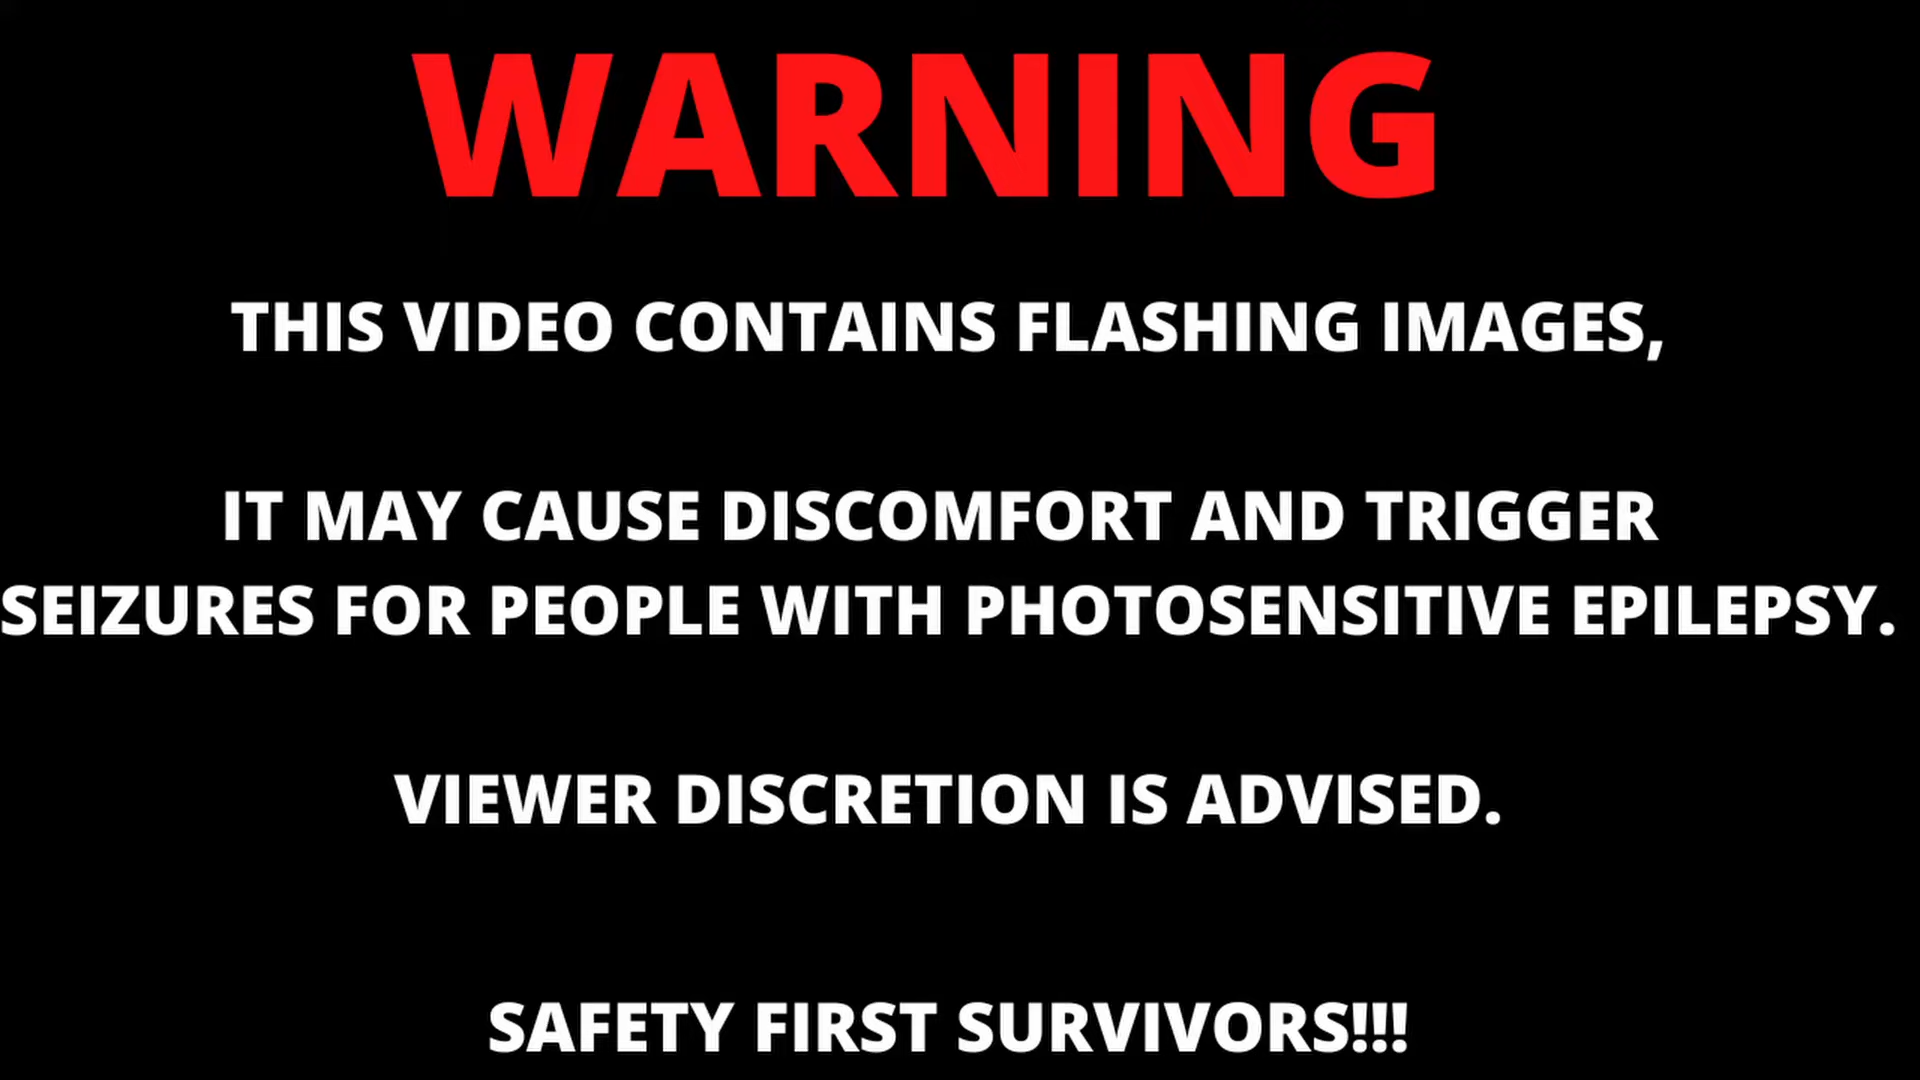 WARNING
THIS VIDEO CONTAINS FLASHING IMAGES,
IT MAY CAUSE DISCOMFORT AND TRIGGER
SEIZURES FOR PEOPLE WITH PHOTOSENSITIVE EPILEPSY.
VIEWER DISCRETION IS ADVISED.
SAFETY FIRST SURVIVORS!!!